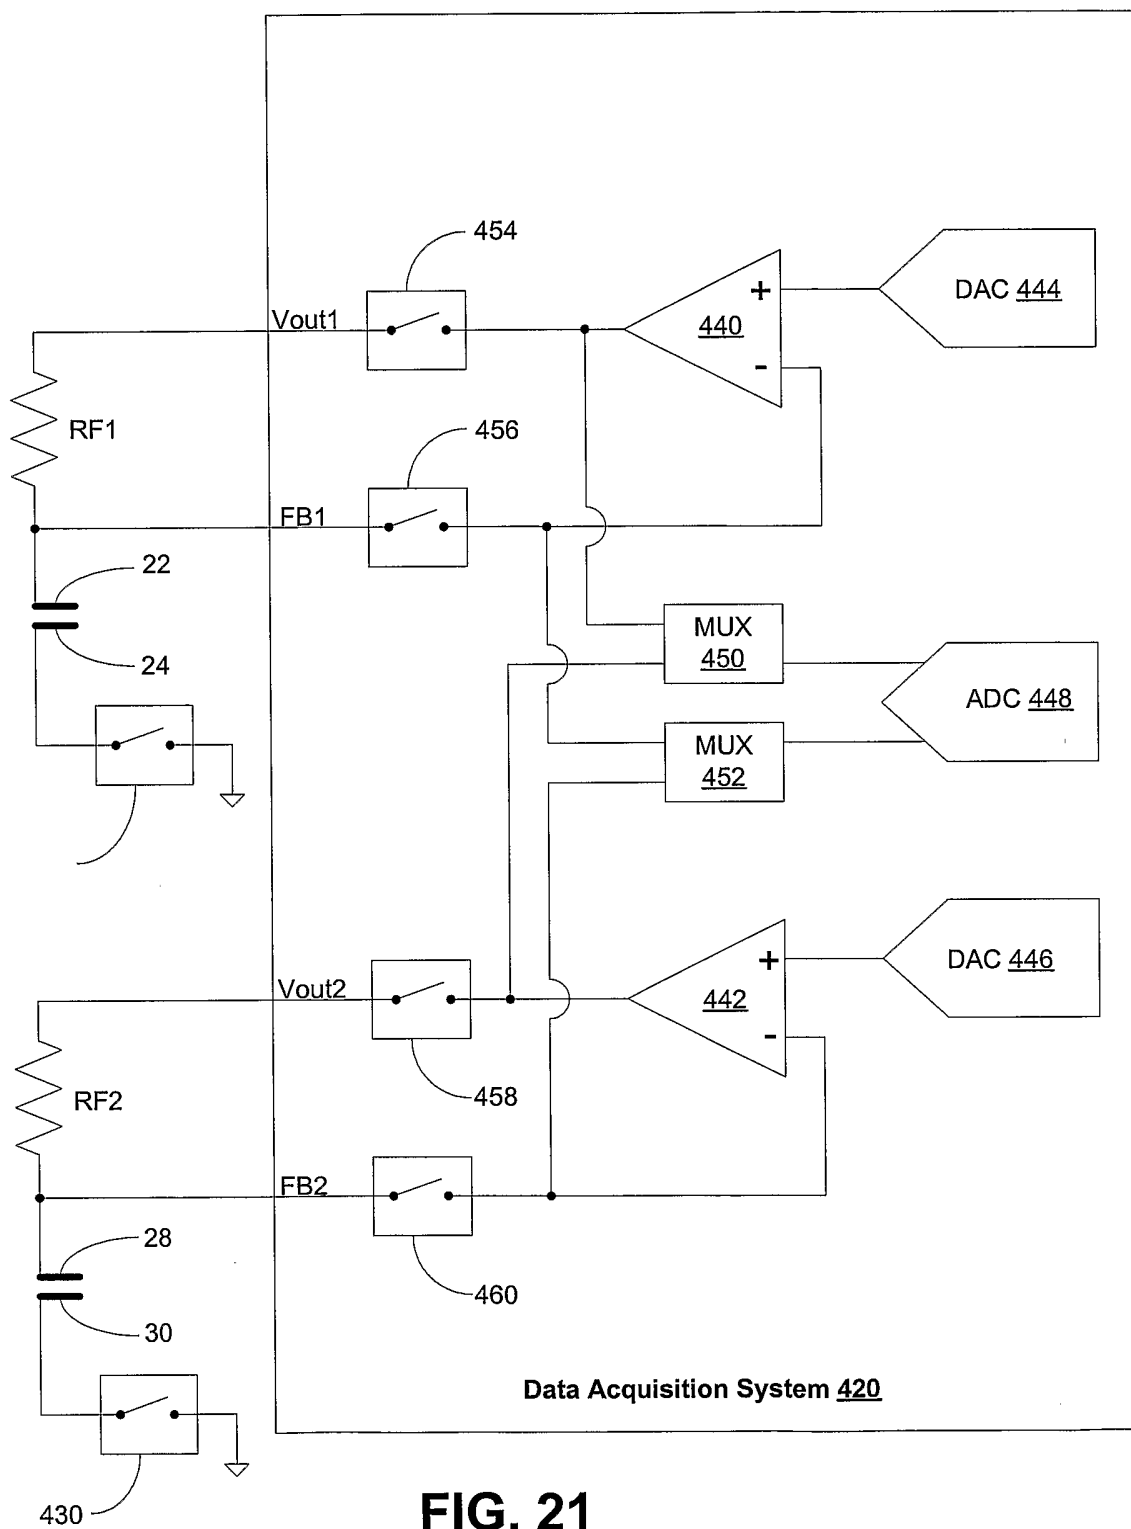 454
Vout1
+
440
-
DAC 444
RF1
456
FB1
22
24
MUX
450
ADC 448
MUX
452
Vout2
+
442
-
DAC 446
RF2
458
FB2
28
30
460
Data Acquisition System 420
430
FIG. 21